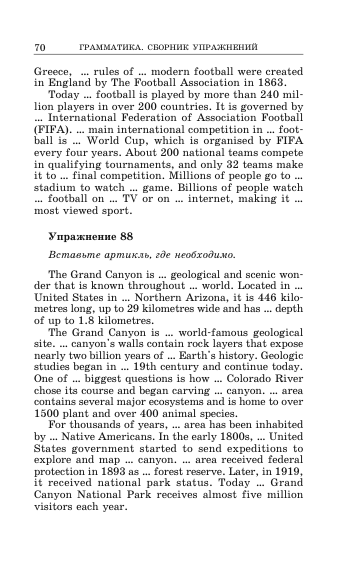 70 ГРАММАТИКА. СБОРНИК УПРАЖНЕНИЙ
Greece, ... rules of ... modern football were created
in England by The Football Association in 1863.
Today ... football is played by more than 240 mil-
lion players in over 200 countries. It is governed by
... International Federation of Association Football
(FIFA). ... main international competition in ... foot-
ball is ... World Cup, which is organised by FIFA
every four years. About 200 national teams compete
in qualifying tournaments, and only 32 teams make
it to ... final competition. Millions of people go to ...
stadium to watch ... game. Billions of people watch
... football on ... TV or on ... internet, making it ...
most viewed sport.
Упражнение 88
Вставьте артикль, где необходимо.
The Grand Canyon is ... geological and scenic won-
der that is known throughout ... world. Located in ...
United States in ... Northern Arizona, it is 446 kilo-
metres long, up to 29 kilometres wide and has ... depth
of up to 1.8 kilometres.
The Grand Canyon is ... world-famous geological
site. ... canyon's walls contain rock layers that expose
nearly two billion years of ... Earth's history. Geologic
studies began in ... 19th century and continue today.
One of ... biggest questions is how ... Colorado River
chose its course and began carving ... canyon. ... area
contains several major ecosystems and is home to over
1500 plant and over 400 animal species.
For thousands of years, ... area has been inhabited
by ... Native Americans. In the early 1800s, ... United
States government started to send expeditions to
explore and map ... canyon. ... area received federal
protection in 1893 as ... forest reserve. Later, in 1919,
it received national park status. Today ... Grand
Canyon National Park receives almost five million
visitors each year.